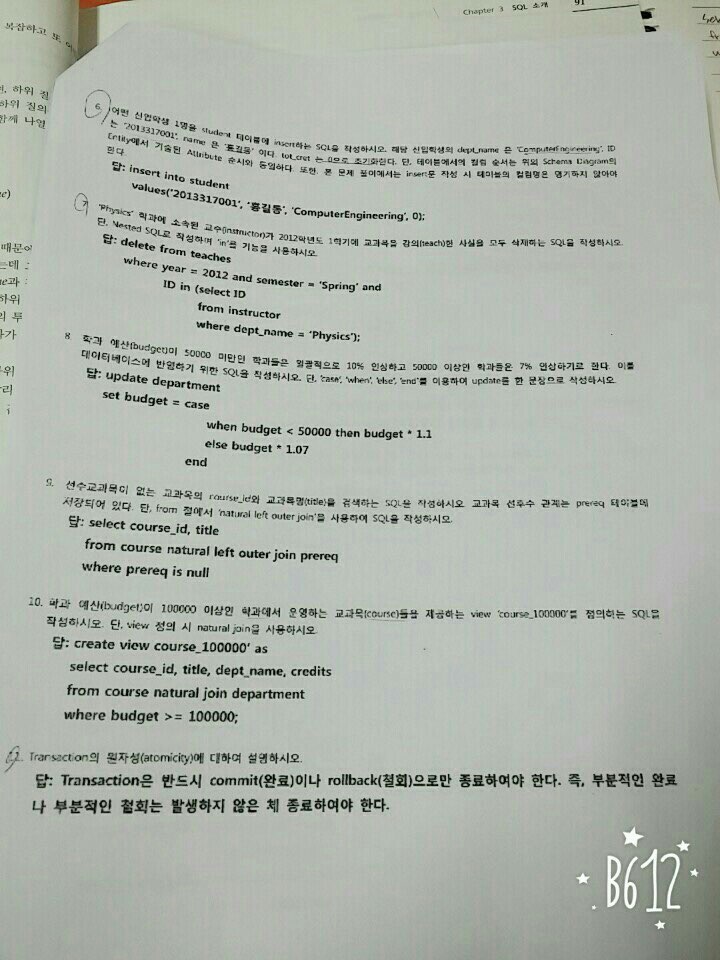 Chapter 3 SQL 소개 91
복잡하고 또
하위 질
하위 질의
함께 나열
때문에
6. 어떤 신입학생 1명을 student 테이블에 insert하는 SQL을 작성하시오. 해당 신입학생의 dept_name 은 'ComputerEngineering', ID
는 '2013317001', name 은 '홍길동' 이다. tot_cret 는 0으로 초기화한다. 단, 테이블에서의 컬럼 순서는 위의 Schema Diagram의
Entity에서 기술된 Attribute 순서와 동일하다. 또한, 본 문제 풀이에서는 insert문 작성 시 테이블의 컬럼명은 명기하지 않아야
한다.
답: insert into student
values('2013317001', '홍길동', 'ComputerEngineering', 0);
7. 'Physics' 학과에 소속된 교수(instructor)가 2012학년도 1학기에 교과목을 강의(teach)한 사실을 모두 삭제하는 SQL을 작성하시오.
단, Nested SQL로 작성하며 'in'을 기능을 사용하시오.
답: delete from teaches
where year = 2012 and semester = 'Spring' and
ID in (select ID
from instructor
where dept_name = 'Physics');
8. 학과 예산(budget)이 50000 미만인 학과들은 일괄적으로 10% 인상하고 50000 이상인 학과들은 7% 인상하기로 한다. 이를
데이터베이스에 반영하기 위한 SQL을 작성하시오. 단, 'case', 'when', 'else', 'end'를 이용하여 update를 한 문장으로 작성하시오.
답: update department
set budget = case
when budget < 50000 then budget * 1.1
else budget * 1.07
end
9. 선수교과목이 없는 교과목의 course_id와 교과목명(title)을 검색하는 SQL을 작성하시오. 교과목 선후수 관계는 prereq 테이블에
저장되어 있다. 단, from 절에서 'natural left outer join'을 사용하여 SQL을 작성하시오.
답: select course_id, title
from course natural left outer join prereq
where prereq is null
10. 학과 예산(budget)이 100000 이상인 학과에서 운영하는 교과목(course)들을 제공하는 view 'course_100000'를 정의하는 SQL을
작성하시오. 단, view 정의 시 natural join을 사용하시오.
답: create view course_100000' as
select course_id, title, dept_name, credits
from course natural join department
where budget >= 100000;
Transaction의 원자성(atomicity)에 대하여 설명하시오.
답: Transaction은 반드시 commit(완료)이나 rollback(철회)으로만 종료하여야 한다. 즉, 부분적인 완료
나 부분적인 철회는 발생하지 않은 체 종료하여야 한다.
B612